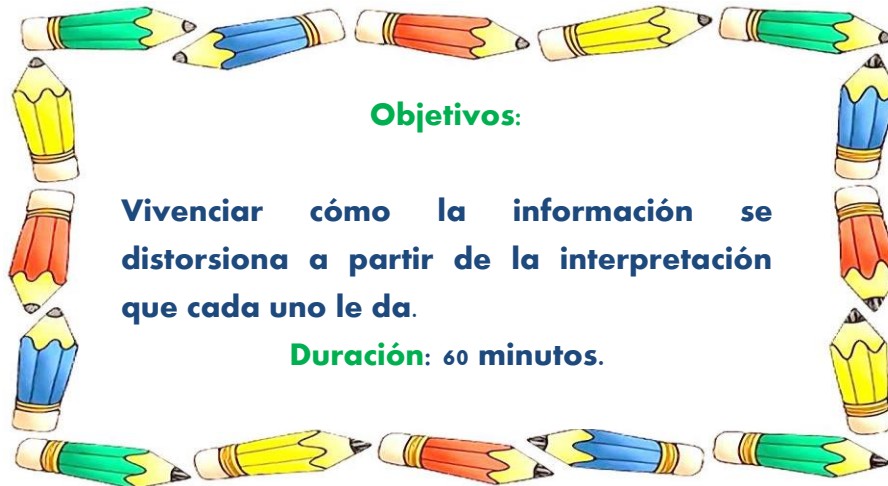 Objetivos:
Vivenciar cómo la información se
distorsiona a partir de la interpretación
que cada uno le da.
Duración: 60 minutos.